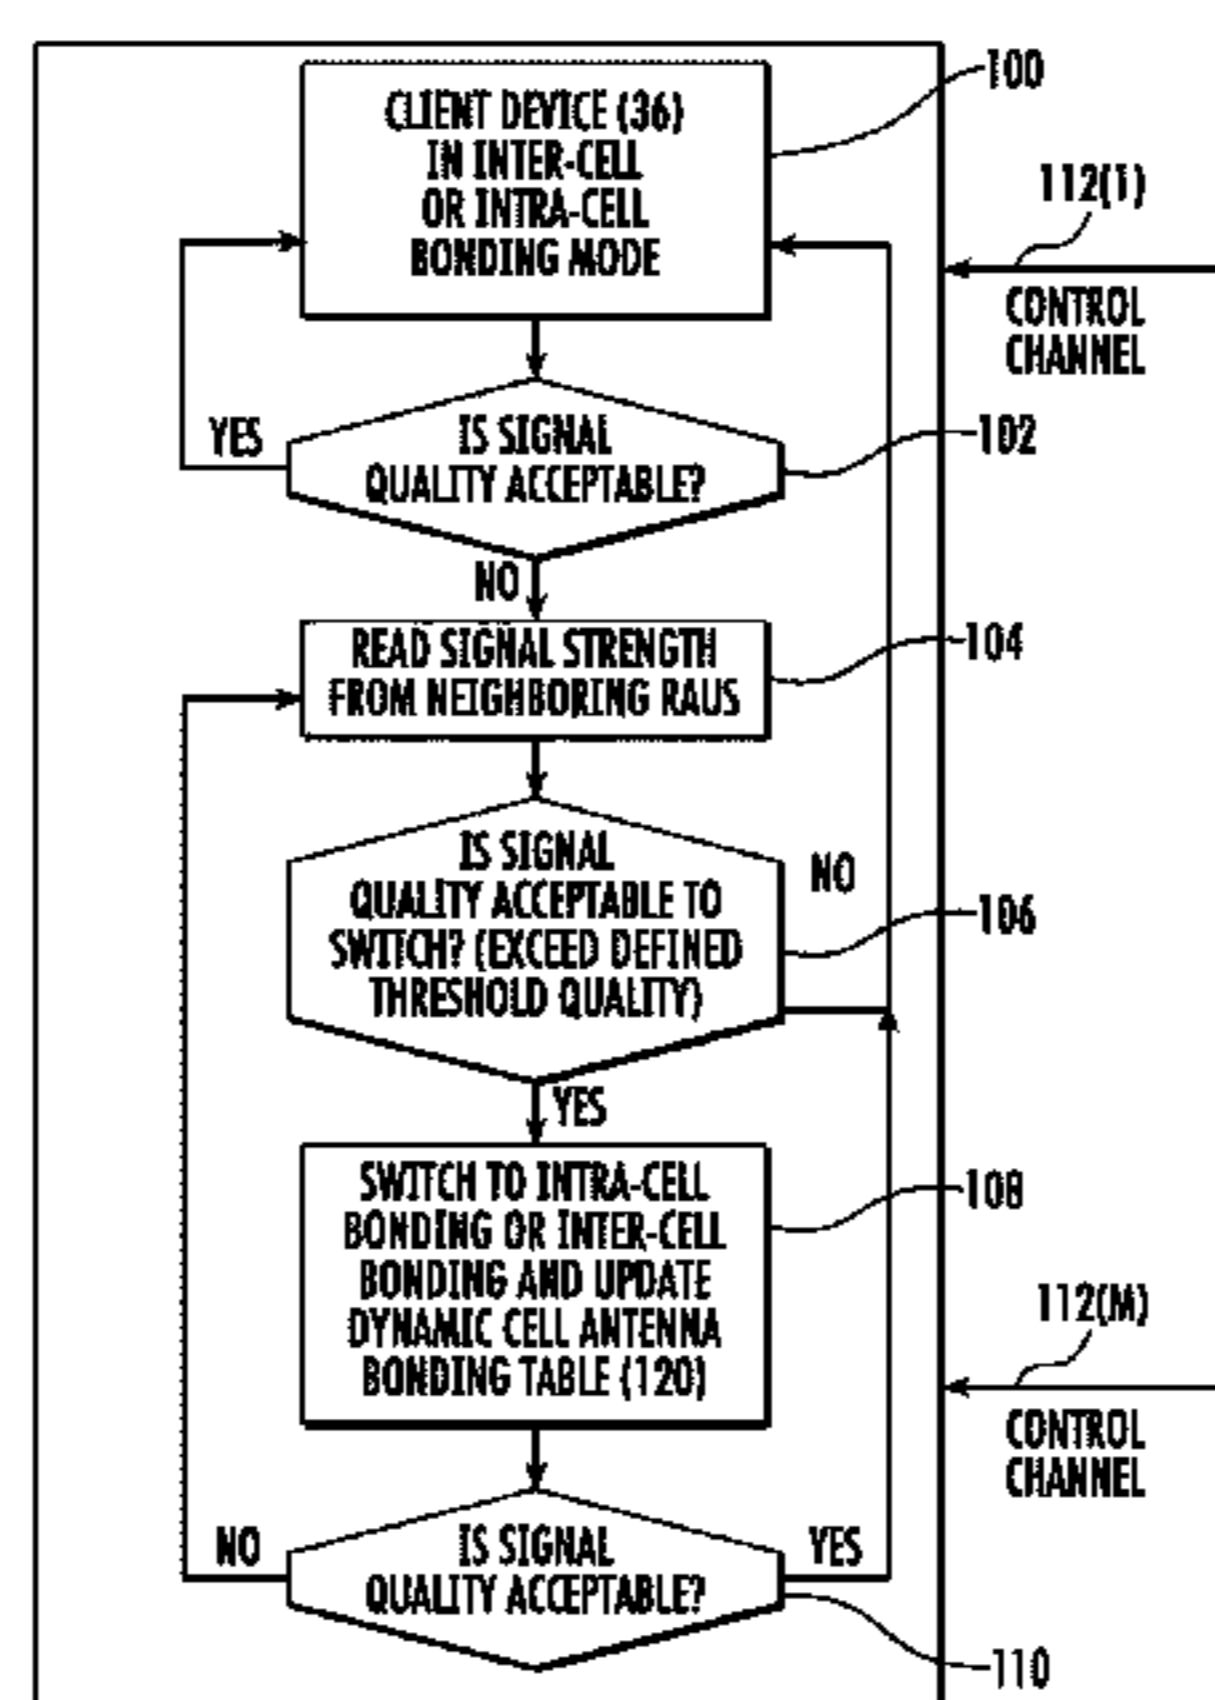 100
CLIENT DEVICE (36)
IN INTER-CELL
OR INTRA-CELL
BONDING MODE
112(1)
CONTROL
CHANNEL
YES
IS SIGNAL
QUALITY ACCEPTABLE?
102
NO
READ SIGNAL STRENGTH
FROM NEIGHBORING RAUS
104
IS SIGNAL
QUALITY ACCEPTABLE TO
SWITCH? (EXCEED DEFINED
THRESHOLD QUALITY)
NO
106
YES
SWITCH TO INTRA-CELL
BONDING OR INTER-CELL
BONDING AND UPDATE
DYNAMIC CELL ANTENNA
BONDING TABLE (120)
108
112(M)
CONTROL
CHANNEL
NO
IS SIGNAL
QUALITY ACCEPTABLE?
YES
110